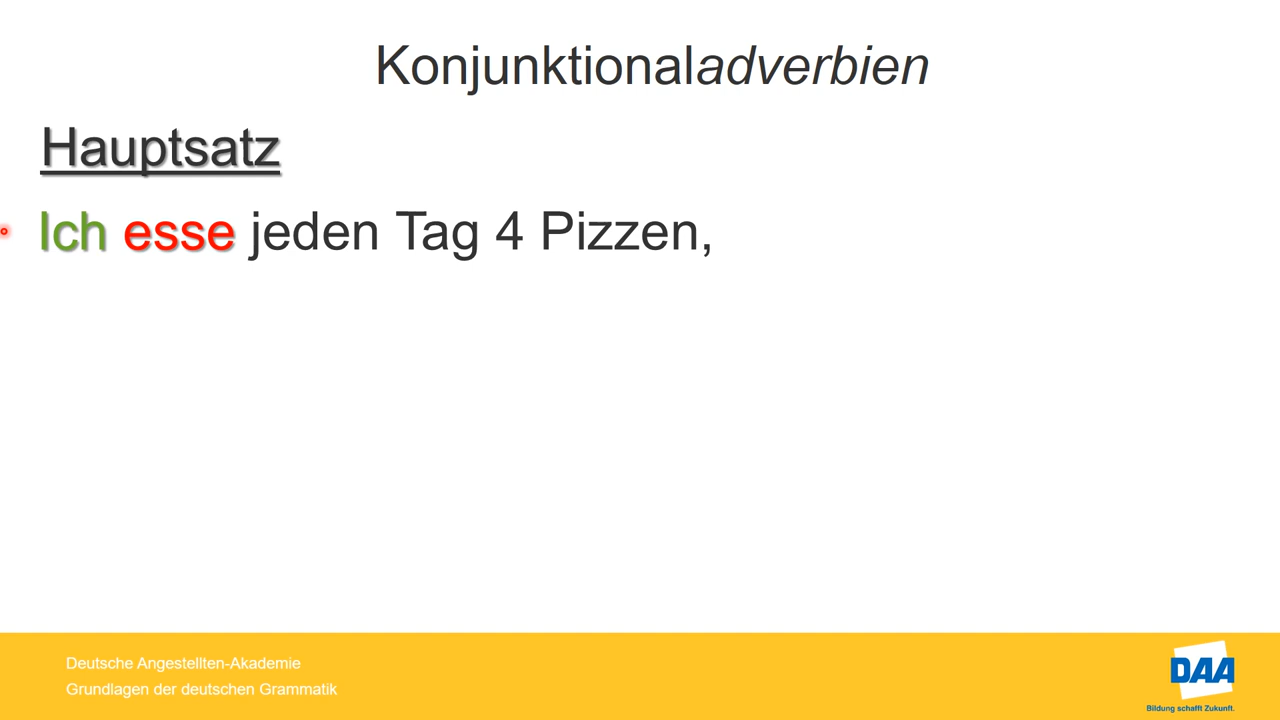 Konjunktionaladverbien
Hauptsatz
Ich esse jeden Tag 4 Pizzen,
Deutsche Angestellten-Akademie
Grundlagen der deutschen Grammatik
DAA
Bildung schafft Zukunft.